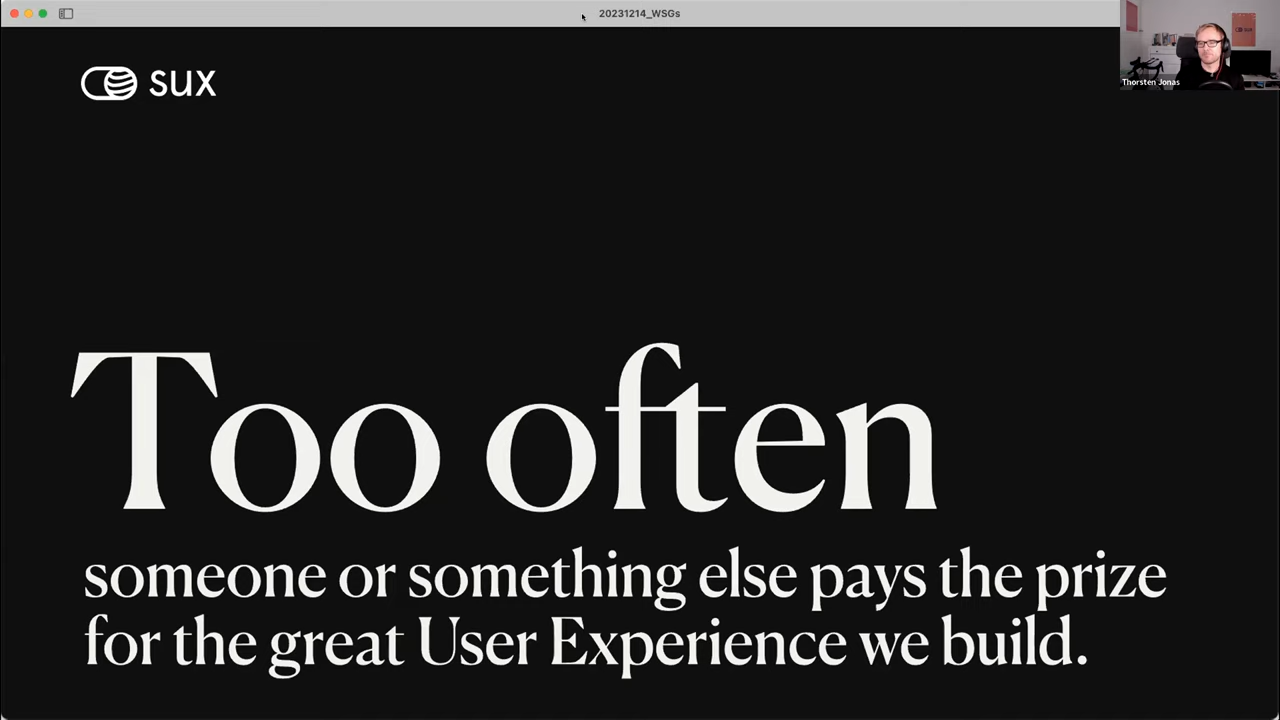 20231214_WSGs
sux
Thorsten Jonas
Too often
someone or something else pays the prize
for the great User Experience we build.